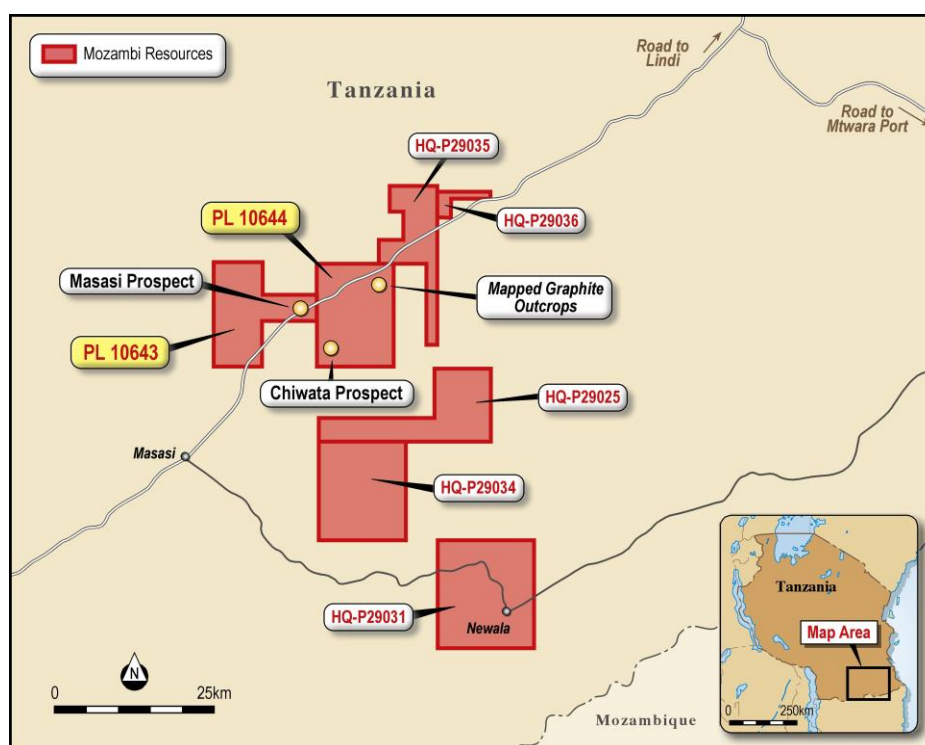 Mozambi Resources
Road to
Lindi
Road to
Mtwara Port
Tanzania
HQ-P29035
HQ-P29036
PL 10644
Masasi Prospect
Mapped Graphite
Outcrops
PL 10643
Chiwata Prospect
HQ-P29025
Masasi
HQ-P29034
HQ-P29031
Newala
Tanzania
Map Area
0 250km
N
0 25km
Mozambique